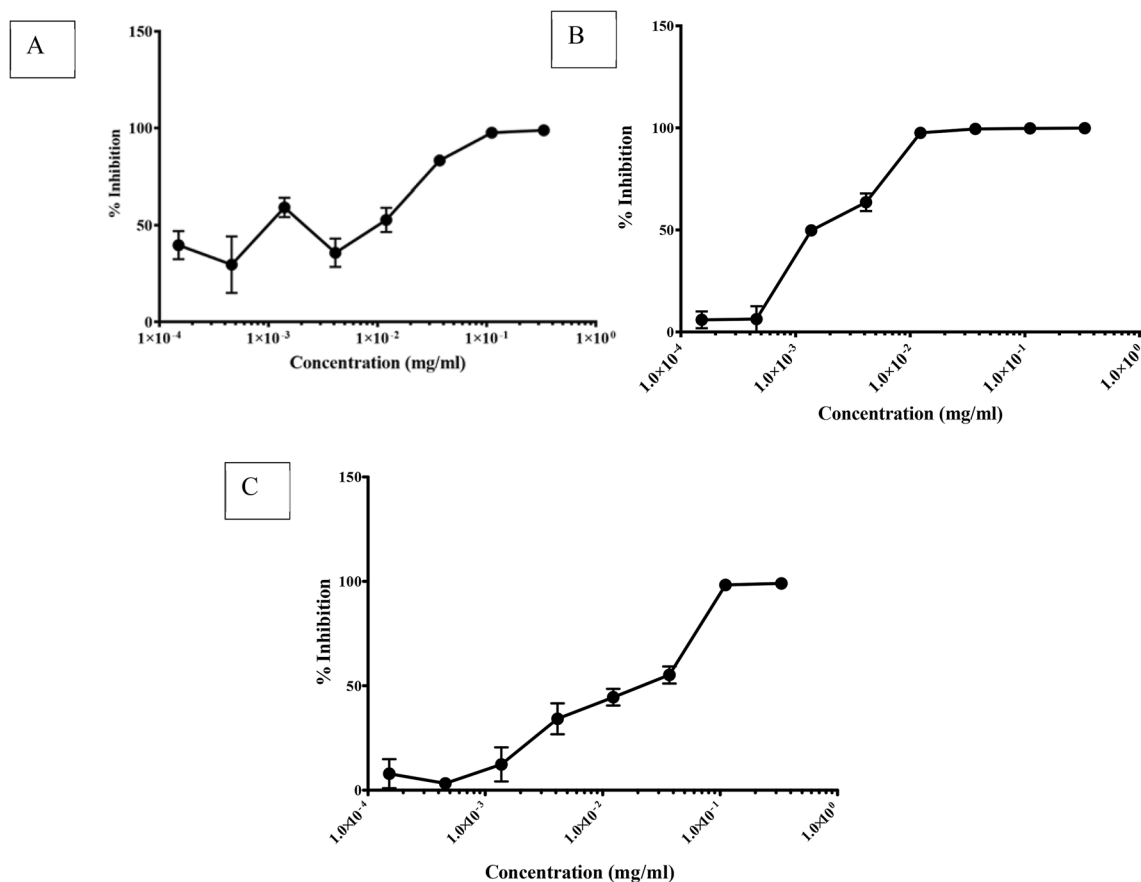 A
150
100
50
0
% Inhibition
1×10⁻⁴ 1×10⁻³ 1×10⁻² 1×10⁻¹ 1×10⁰
Concentration (mg/ml)
B
150
100
50
0
% Inhibition
1.0×10⁻⁴ 1.0×10⁻³ 1.0×10⁻² 1.0×10⁻¹ 1.0×10⁰
Concentration (mg/ml)
C
150
100
50
0
% Inhibition
1.0×10⁻⁴ 1.0×10⁻³ 1.0×10⁻² 1.0×10⁻¹ 1.0×10⁰
Concentration (mg/ml)